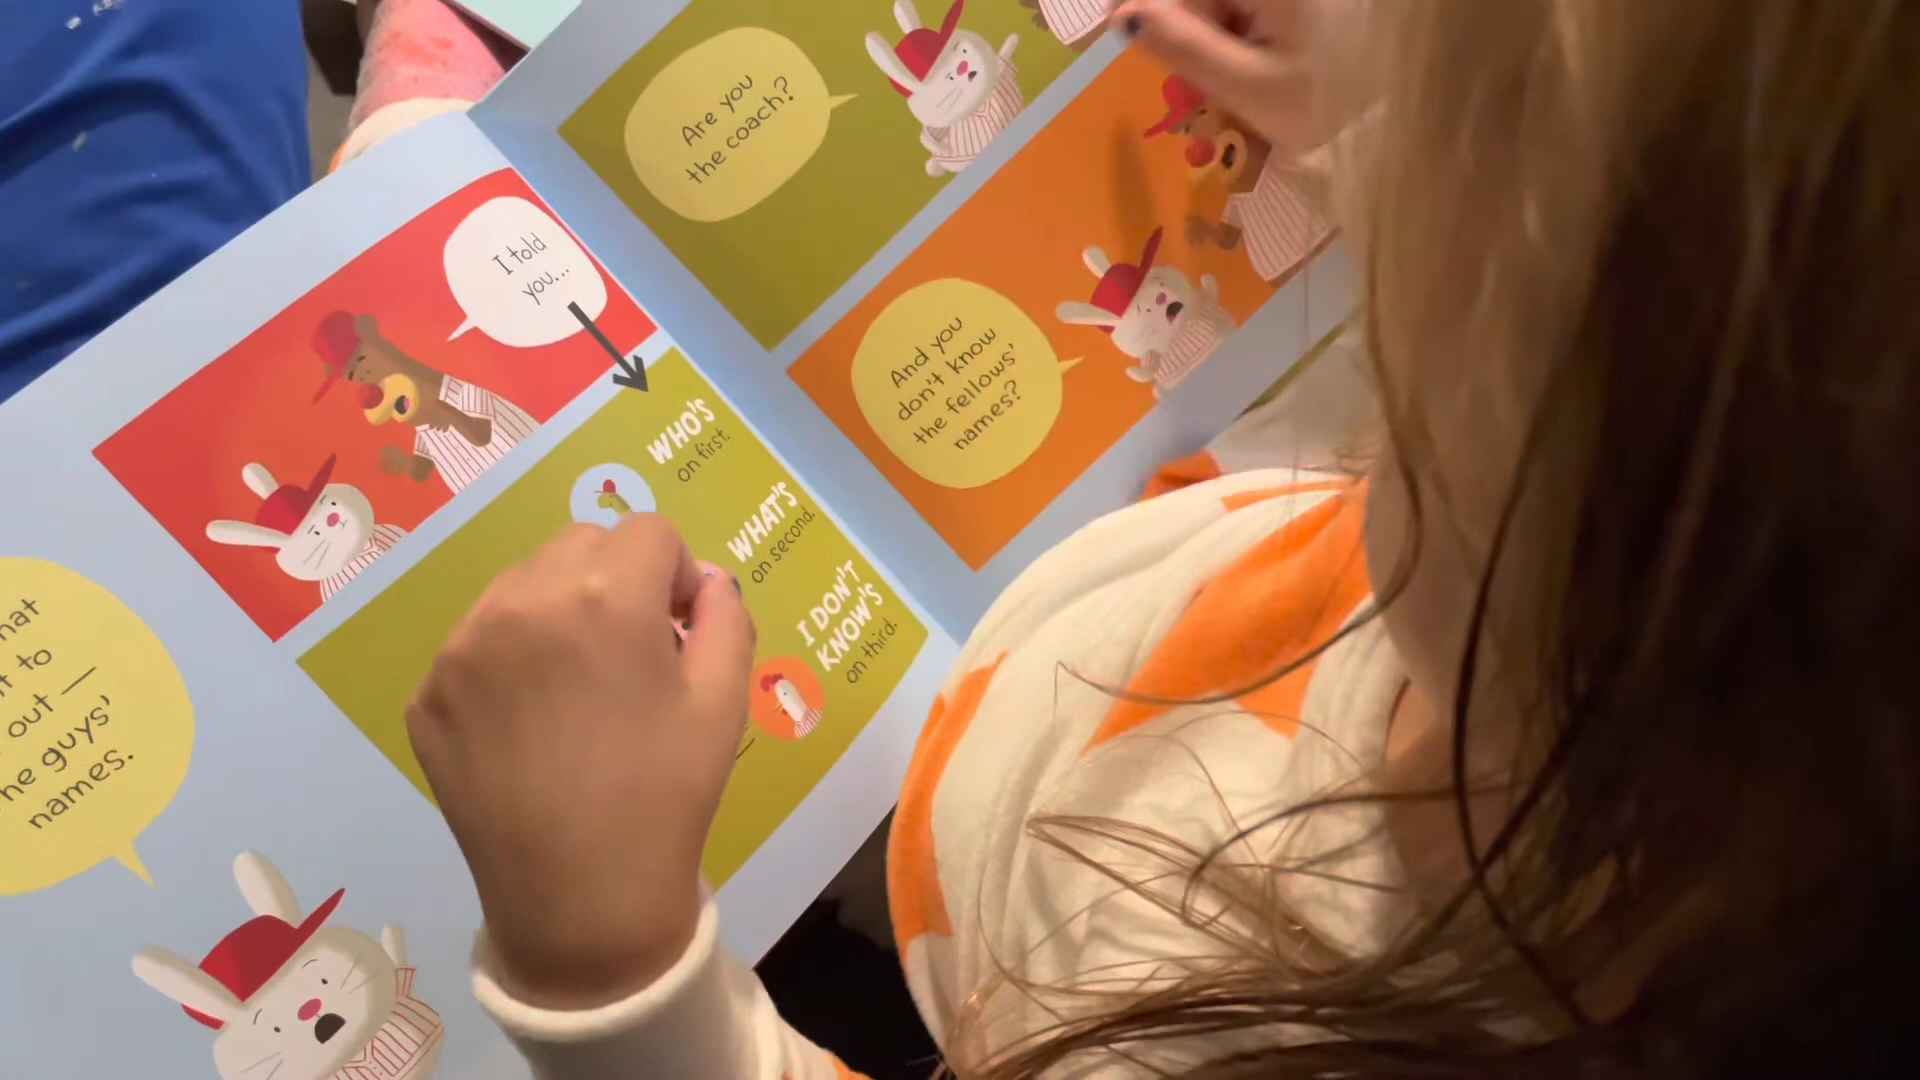 to
out —
guys'
names.
I told
you...
WHO'S
on first.
WHAT'S
on second.
I DON'T
KNOW'S
on third.
Are you
the coach?
And you
don't know
the fellows'
names?